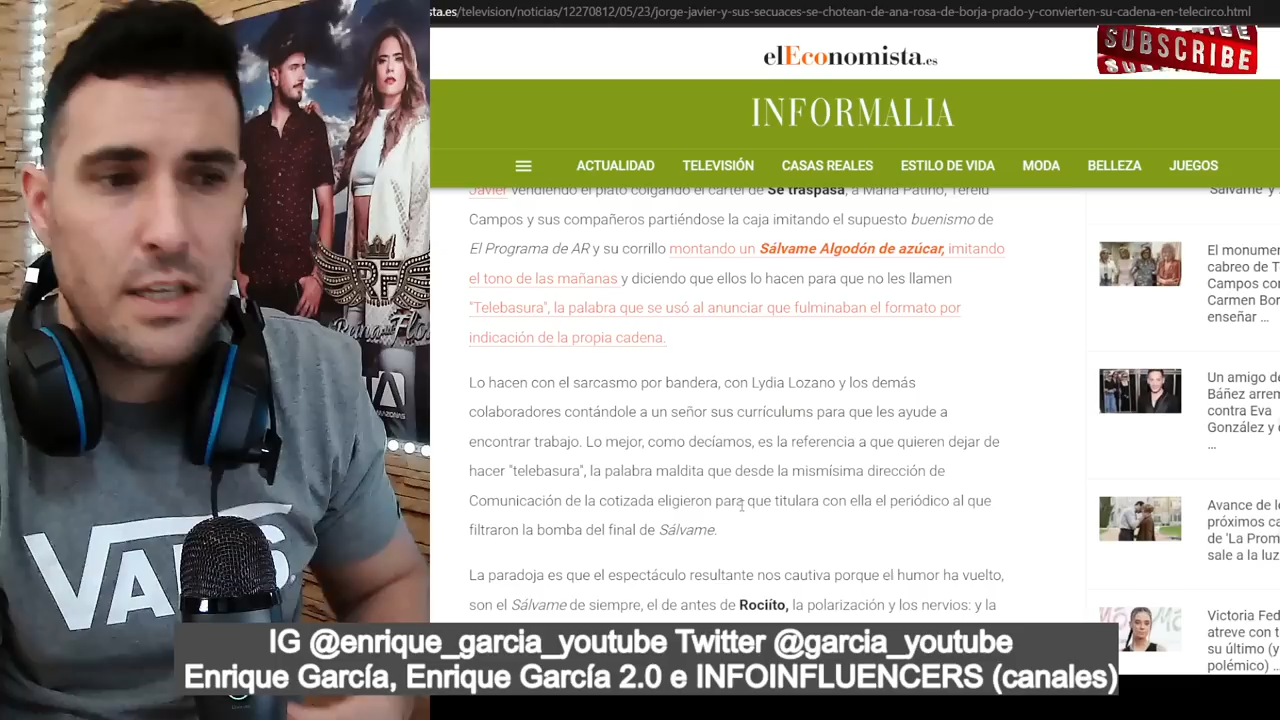 sta.es/television/noticias/12270812/05/23/jorge-javier-y-sus-secuaces-se-chotean-de-ana-rosa-de-borja-prado-y-convierten-su-cadena-en-telecirco.html
elEconomista.es
SUBSCRIBE
INFORMALIA
ACTUALIDAD TELEVISIÓN CASAS REALES ESTILO DE VIDA MODA BELLEZA JUEGOS
Javier vendiendo el plato colgando el cartel de Se traspasa, a María Patiño, Terelu
Campos y sus compañeros partiéndose la caja imitando el supuesto buenismo de
El Programa de AR y su corrillo montando un Sálvame Algodón de azúcar, imitando
el tono de las mañanas y diciendo que ellos lo hacen para que no les llamen
"Telebasura", la palabra que se usó al anunciar que fulminaban el formato por
indicación de la propia cadena.
Lo hacen con el sarcasmo por bandera, con Lydia Lozano y los demás
colaboradores contándole a un señor sus currículums para que les ayude a
encontrar trabajo. Lo mejor, como decíamos, es la referencia a que quieren dejar de
hacer "telebasura", la palabra maldita que desde la mismísima dirección de
Comunicación de la cotizada eligieron para que titulara con ella el periódico al que
filtraron la bomba del final de Sálvame.
La paradoja es que el espectáculo resultante nos cautiva porque el humor ha vuelto,
son el Sálvame de siempre, el de antes de Rociíto, la polarización y los nervios: y la
'Sálvame' y
El monumen
cabreo de T
Campos con
Carmen Bor
enseñar ...
Un amigo de
Báñez arrem
contra Eva
González y
...
Avance de l
próximos ca
de 'La Prom
sale a la luz
Victoria Fed
atreve con t
su último (y
polémico) ...
RF
Reina Flo
VANS
IG @enrique_garcia_youtube Twitter @garcia_youtube
Enrique García, Enrique García 2.0 e INFOINFLUENCERS (canales)